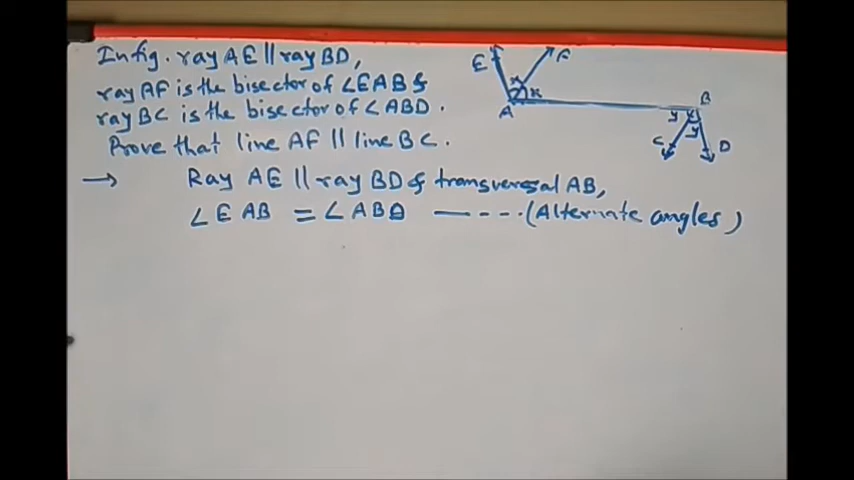 In fig. ray AE || ray BD,
ray AF is the bisector of ∠EAB &
ray BC is the bisector of ∠ABD.
Prove that line AF || line BC.
E
F
x
x
A
B
y
y
C
D
→ Ray AE || ray BD & transversal AB,
∠EAB = ∠ABD ---- (Alternate angles)